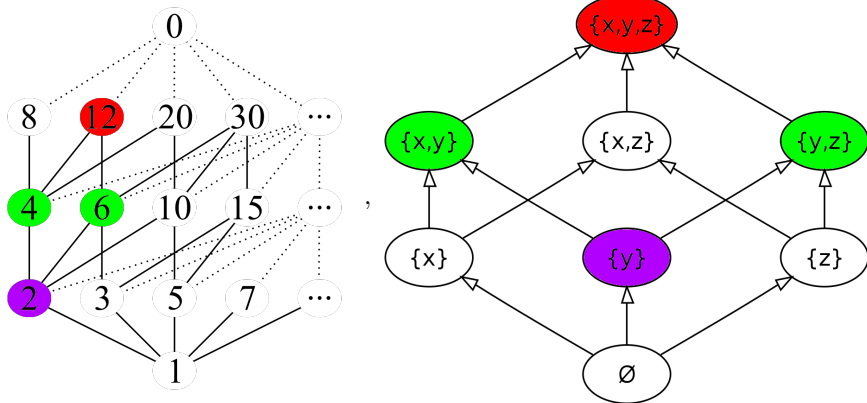 0
8 12 20 30 ...
4 6 10 15 ...
2 3 5 7 ...
1
,
{x,y,z}
{x,y} {x,z} {y,z}
{x} {y} {z}
Ø